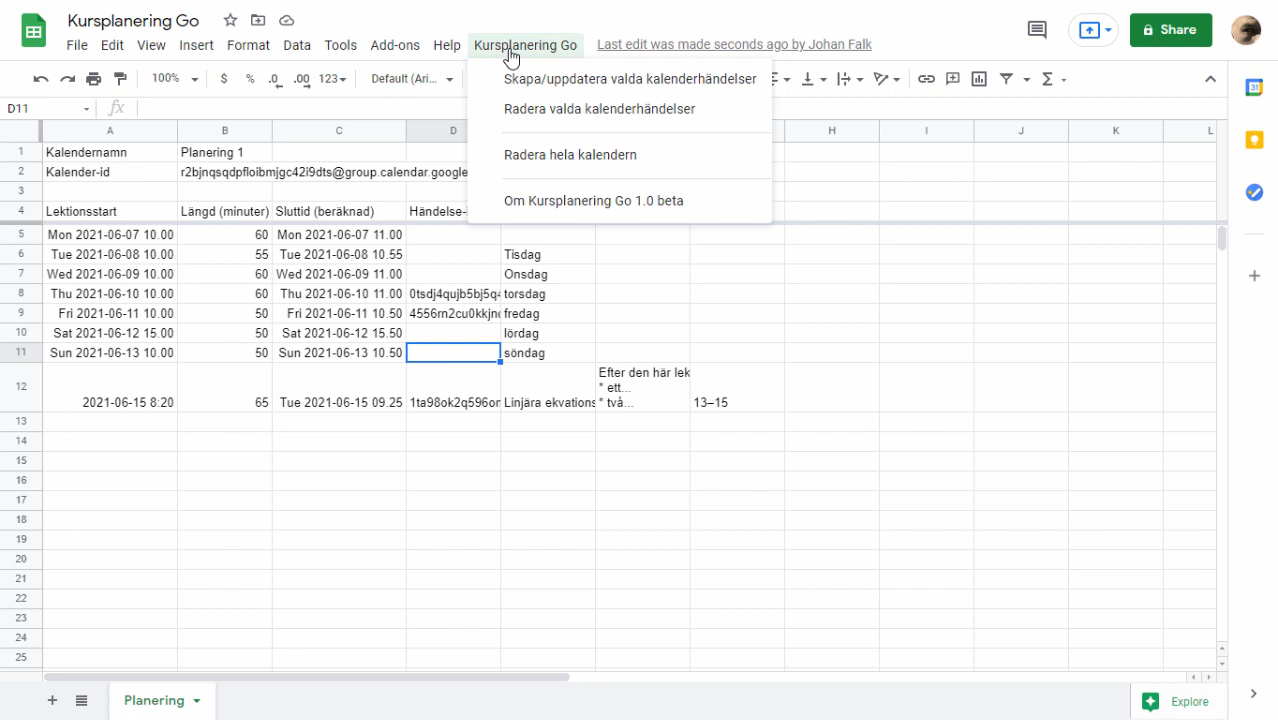 Kursplanering Go
File Edit View Insert Format Data Tools Add-ons Help Kursplanering Go Last edit was made seconds ago by Johan Falk
Share
100% $ % .0 .00 123 Default (Ari...
Skapa/uppdatera valda kalenderhändelser
Radera valda kalenderhändelser
Radera hela kalendern
Om Kursplanering Go 1.0 beta
D11 fx
A B C D H I J K L
1 Kalendernamn Planering 1
2 Kalender-id r2bjnqsqdpfloibmjgc42i9dts@group.calendar.google
3
4 Lektionsstart Längd (minuter) Sluttid (beräknad) Händelse-
5 Mon 2021-06-07 10.00 60 Mon 2021-06-07 11.00
6 Tue 2021-06-08 10.00 55 Tue 2021-06-08 10.55 Tisdag
7 Wed 2021-06-09 10.00 60 Wed 2021-06-09 11.00 Onsdag
8 Thu 2021-06-10 10.00 60 Thu 2021-06-10 11.00 0tsdj4qujb5bj5q4 torsdag
9 Fri 2021-06-11 10.00 50 Fri 2021-06-11 10.50 4556rn2cu0kkjn fredag
10 Sat 2021-06-12 15.00 50 Sat 2021-06-12 15.50 lördag
11 Sun 2021-06-13 10.00 50 Sun 2021-06-13 10.50 söndag
Efter den här lek
12 * ett...
2021-06-15 8:20 65 Tue 2021-06-15 09.25 1ta98ok2q596on Linjära ekvations * två... 13–15
13
14
15
16
17
18
19
20
21
22
23
24
25
Planering
Explore
31